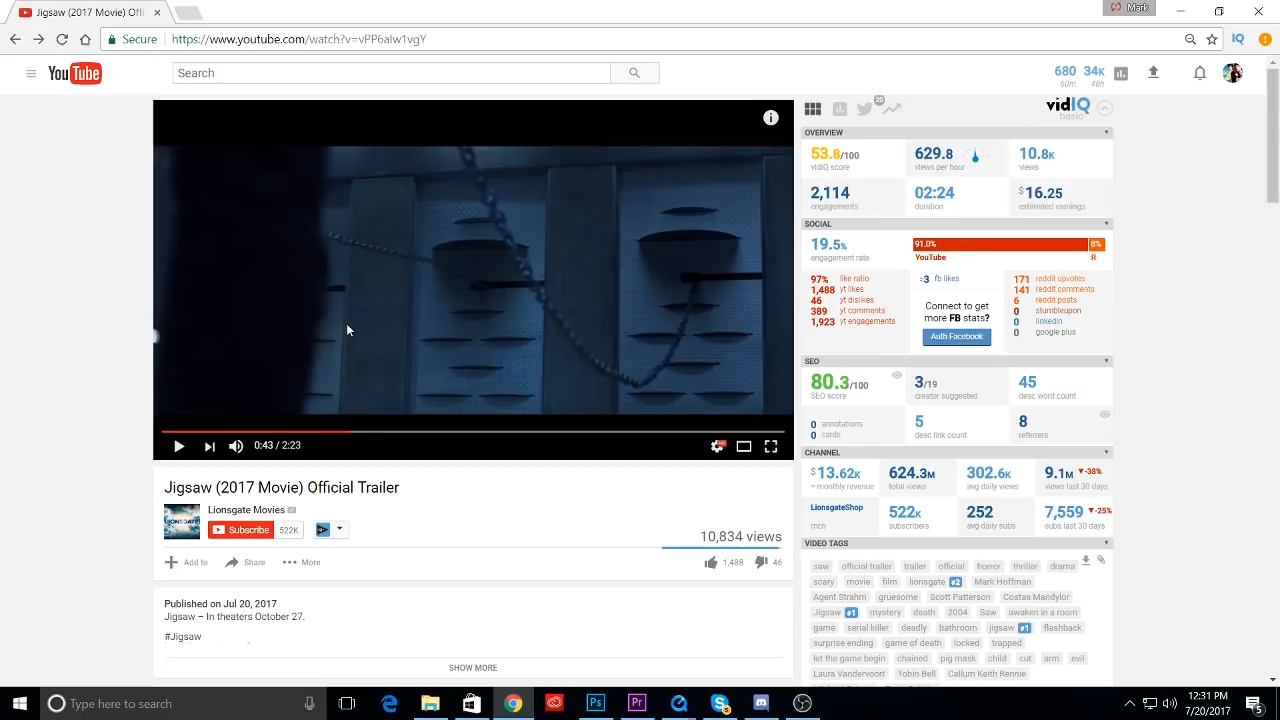 Jigsaw (2017 Movie) Offi
Mark
Secure
https://www.youtube.com/watch?v=vPP6aIw1vgY
IQ
YouTube
Search
680
60m
34K
48h
20
vidIQ
basic
OVERVIEW
53.8/100
vidIQ score
629.8
views per hour
10.8K
views
2,114
engagements
02:24
duration
$16.25
estimated earnings
SOCIAL
19.5%
engagement rate
91.0%
8%
YouTube
R
97% like ratio
1,488 yt likes
46 yt dislikes
389 yt comments
1,923 yt engagements
3 fb likes
Connect to get
more FB stats?
Auth Facebook
171 reddit upvotes
141 reddit comments
6 reddit posts
0 stumbleupon
0 linkedin
0 google plus
SEO
80.3/100
SEO score
3/19
creator suggested
45
desc word count
0 annotations
0 cards
5
desc link count
8
referrers
CHANNEL
$13.62K
≈ monthly revenue
624.3M
total views
302.6K
avg daily views
9.1M -38%
views last 30 days
LionsgateShop
mcn
522K
subscribers
252
avg daily subs
7,559 -25%
subs last 30 days
VIDEO TAGS
saw official trailer trailer official horror thriller drama
scary movie film lionsgate #2 Mark Hoffman
Agent Strahm gruesome Scott Patterson Costas Mandylor
Jigsaw #1 mystery death 2004 Saw awaken in a room
game serial killer deadly bathroom jigsaw #1 flashback
surprise ending game of death locked trapped
let the game begin chained pig mask child cut arm evil
Laura Vandervoort Tobin Bell Callum Keith Rennie
0:43 / 2:23
HD
Jigsaw (2017 Movie) Official Trailer
LIONSGATE
Lionsgate Movies
Subscribe 522K
10,834 views
Add to
Share
More
1,488
46
Published on Jul 20, 2017
Jigsaw – In theaters October 27.
#Jigsaw
SHOW MORE
Type here to search
Ps
Pr
12:31 PM
7/20/2017
5